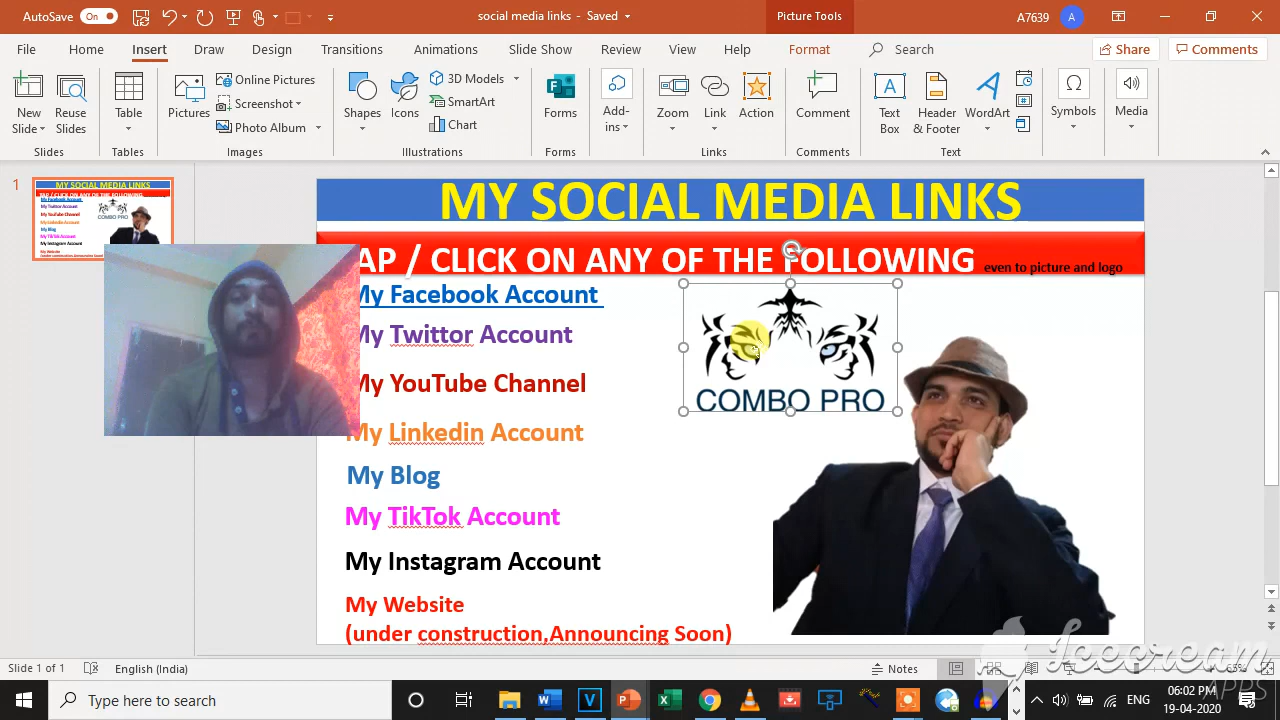 AutoSave On social media links - Saved Picture Tools A7639 A
File Home Insert Draw Design Transitions Animations Slide Show Review View Help Format Search Share Comments
New Slide Reuse Slides Table Pictures Online Pictures Screenshot Photo Album Shapes Icons 3D Models SmartArt Chart Forms Add-ins Zoom Link Action Comment Text Box Header & Footer WordArt Symbols Media
Slides Tables Images Illustrations Forms Links Comments Text
1
MY SOCIAL MEDIA LINKS
AP / CLICK ON ANY OF THE FOLLOWING even to picture and logo
My Facebook Account
My Twittor Account
My YouTube Channel
My Linkedin Account
My Blog
My TikTok Account
My Instagram Account
My Website
(under construction,Announcing Soon)
COMBO PRO
Slide 1 of 1 English (India) Notes
Icecream
APPS
Type here to search ENG 06:02 PM
19-04-2020